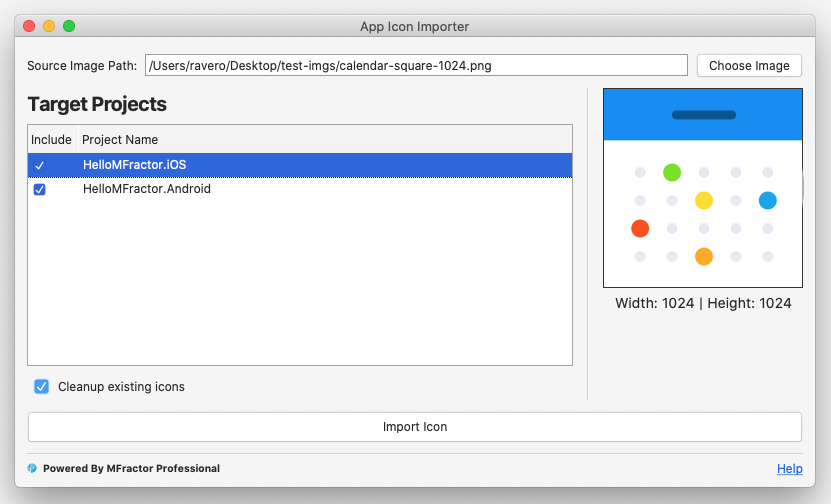 App Icon Importer
Source Image Path: /Users/ravero/Desktop/test-imgs/calendar-square-1024.png Choose Image
Target Projects
Include Project Name
HelloMFractor.iOS
HelloMFractor.Android
Width: 1024 | Height: 1024
Cleanup existing icons
Import Icon
Powered By MFractor Professional Help